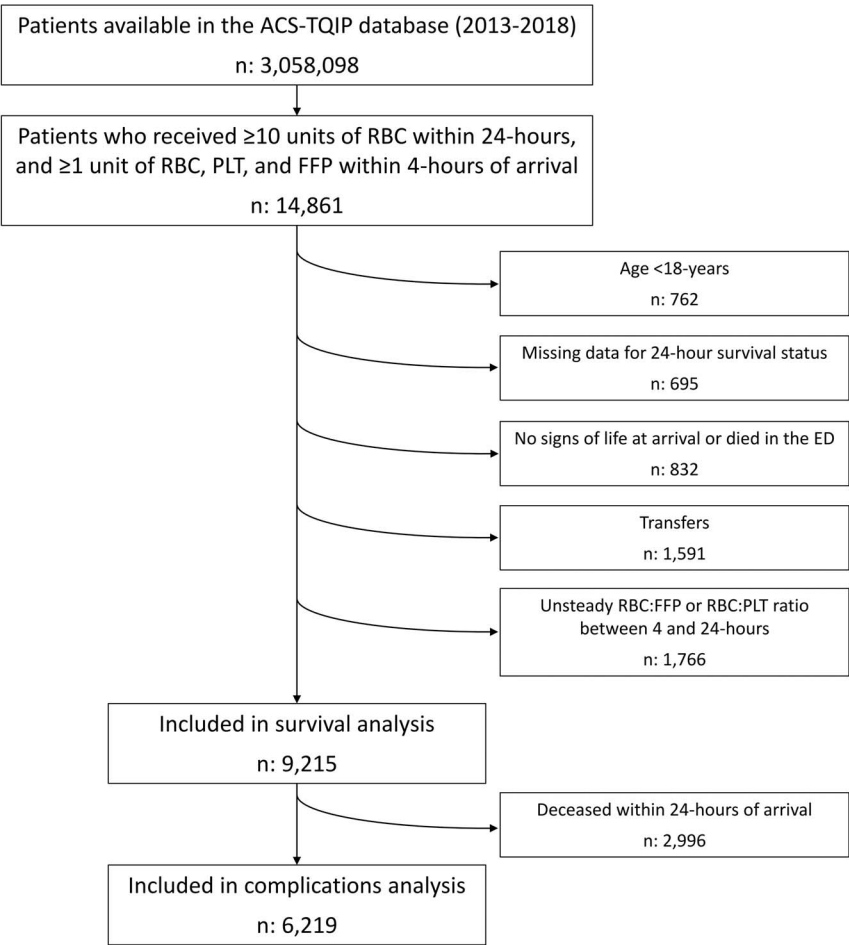 Patients available in the ACS-TQIP database (2013-2018)
n: 3,058,098
Patients who received ≥10 units of RBC within 24-hours,
and ≥1 unit of RBC, PLT, and FFP within 4-hours of arrival
n: 14,861
Age <18-years
n: 762
Missing data for 24-hour survival status
n: 695
No signs of life at arrival or died in the ED
n: 832
Transfers
n: 1,591
Unsteady RBC:FFP or RBC:PLT ratio
between 4 and 24-hours
n: 1,766
Included in survival analysis
n: 9,215
Deceased within 24-hours of arrival
n: 2,996
Included in complications analysis
n: 6,219